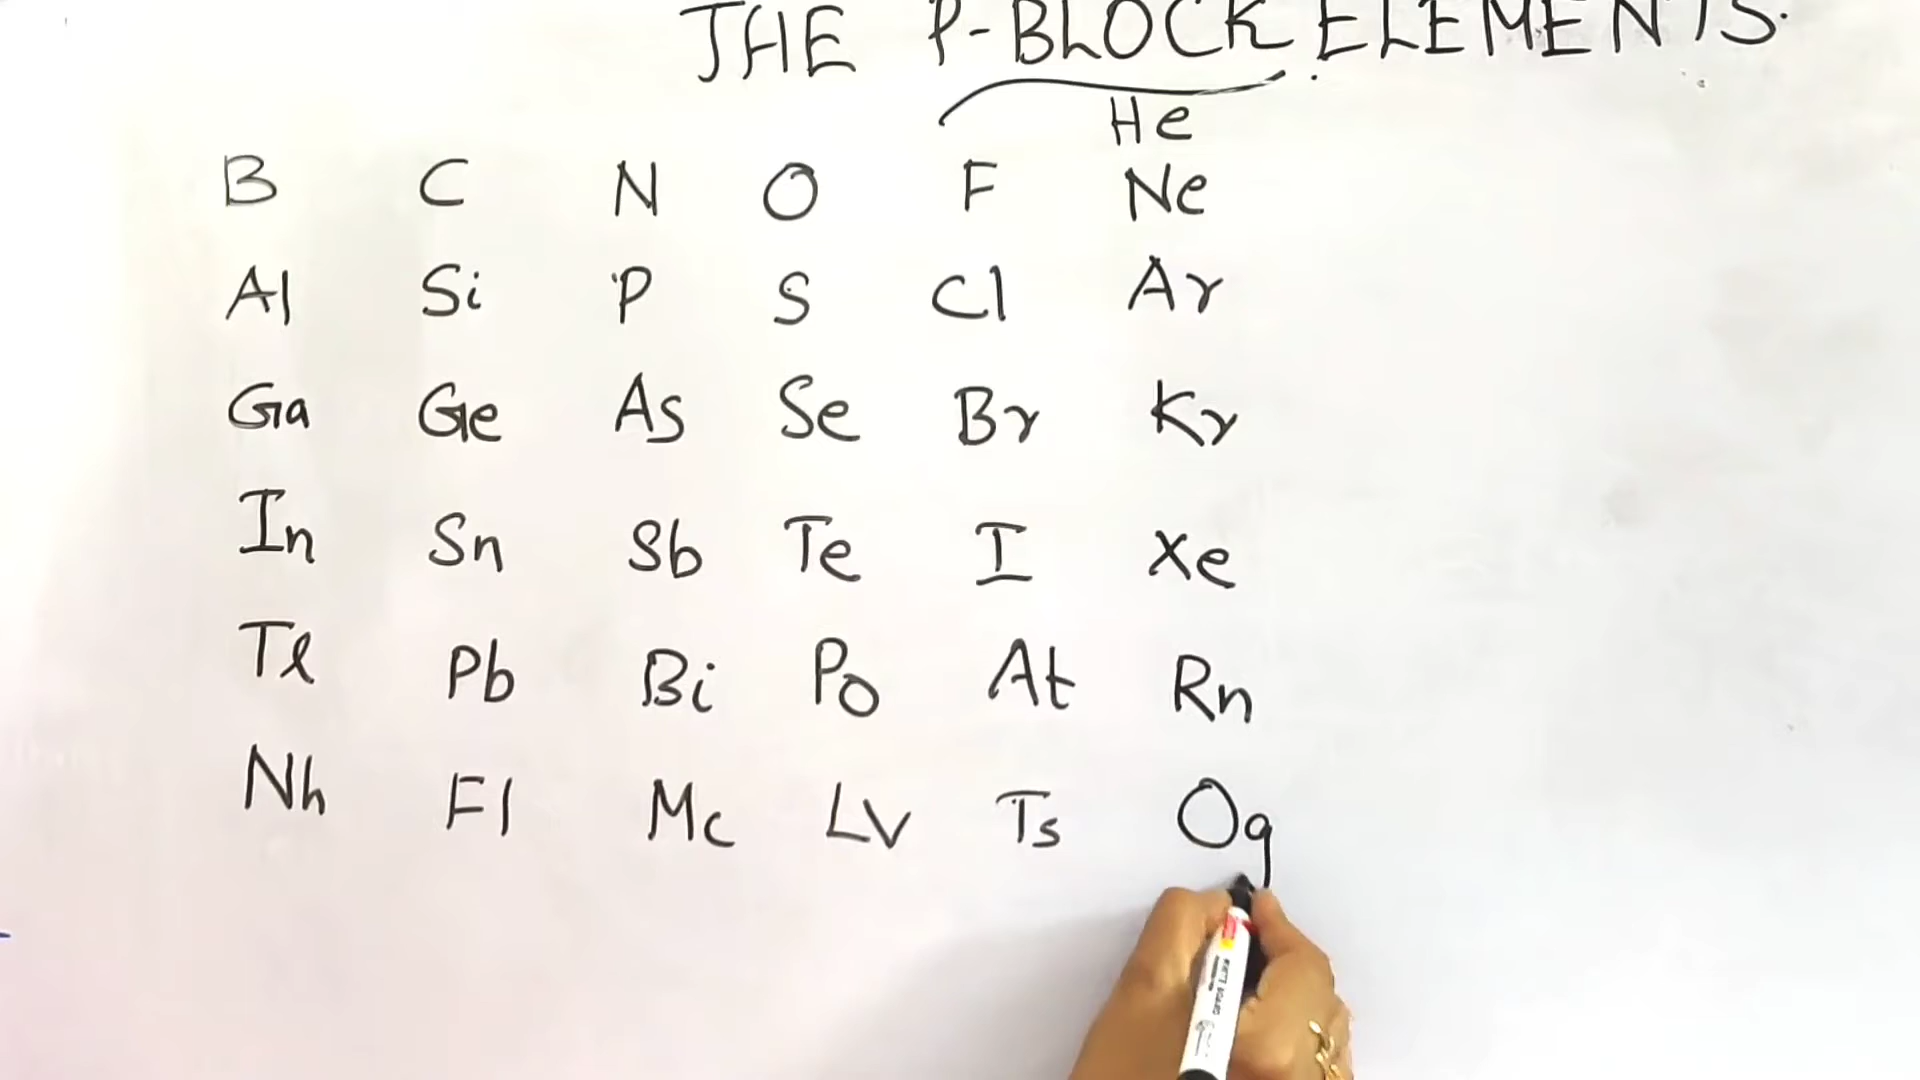 THE P-BLOCK ELEMENTS.
He
B C N O F Ne
Al Si P S Cl Ar
Ga Ge As Se Br Kr
In Sn Sb Te I Xe
Tl Pb Bi Po At Rn
Nh Fl Mc Lv Ts Og